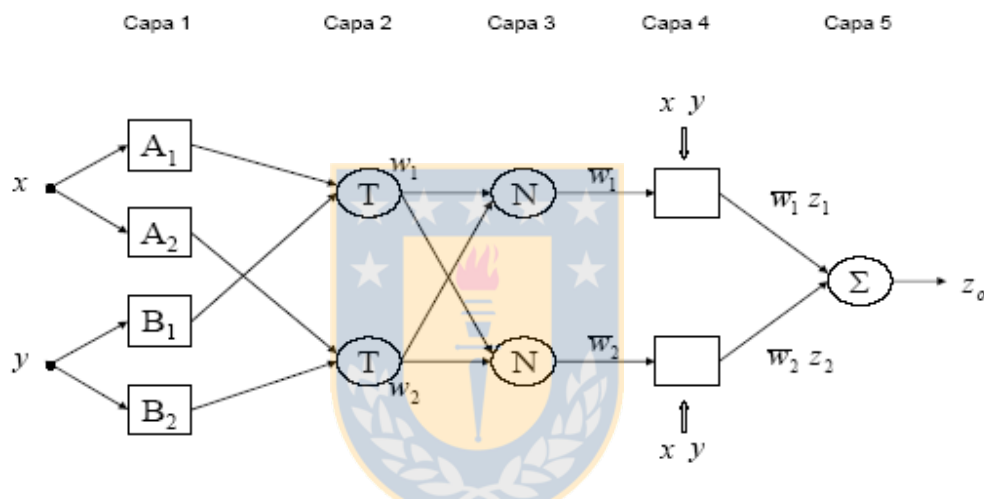 Capa 1 Capa 2 Capa 3 Capa 4 Capa 5
x y
A₁
w₁ w̅₁
x T N w̅₁ z₁
A₂
Σ zₒ
B₁
w̅₂ w̅₂ z₂
y T N
w₂
B₂
x y